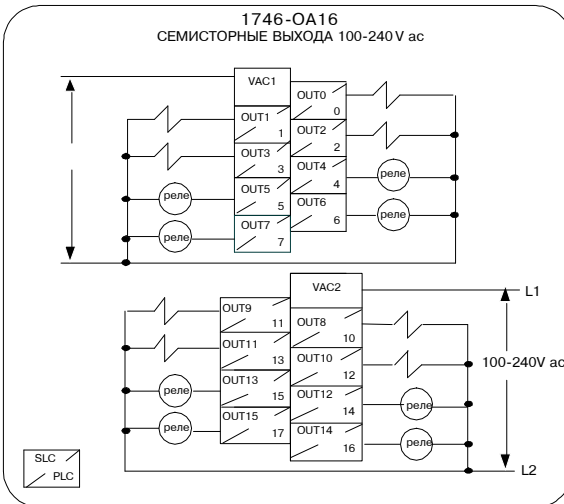 1746-OA16
СЕМИСТОРНЫЕ ВЫХОДА 100-240 V ac
VAC1
OUT0
0
OUT1
1
OUT2
2
OUT3
3
OUT4
4
реле
OUT5
5
реле
OUT6
6
реле
OUT7
7
реле
VAC2
L1
OUT9
11
OUT8
10
OUT11
13
OUT10
12
100-240V ac
OUT13
15
реле
OUT12
14
реле
OUT15
17
реле
OUT14
16
реле
SLC
PLC
L2